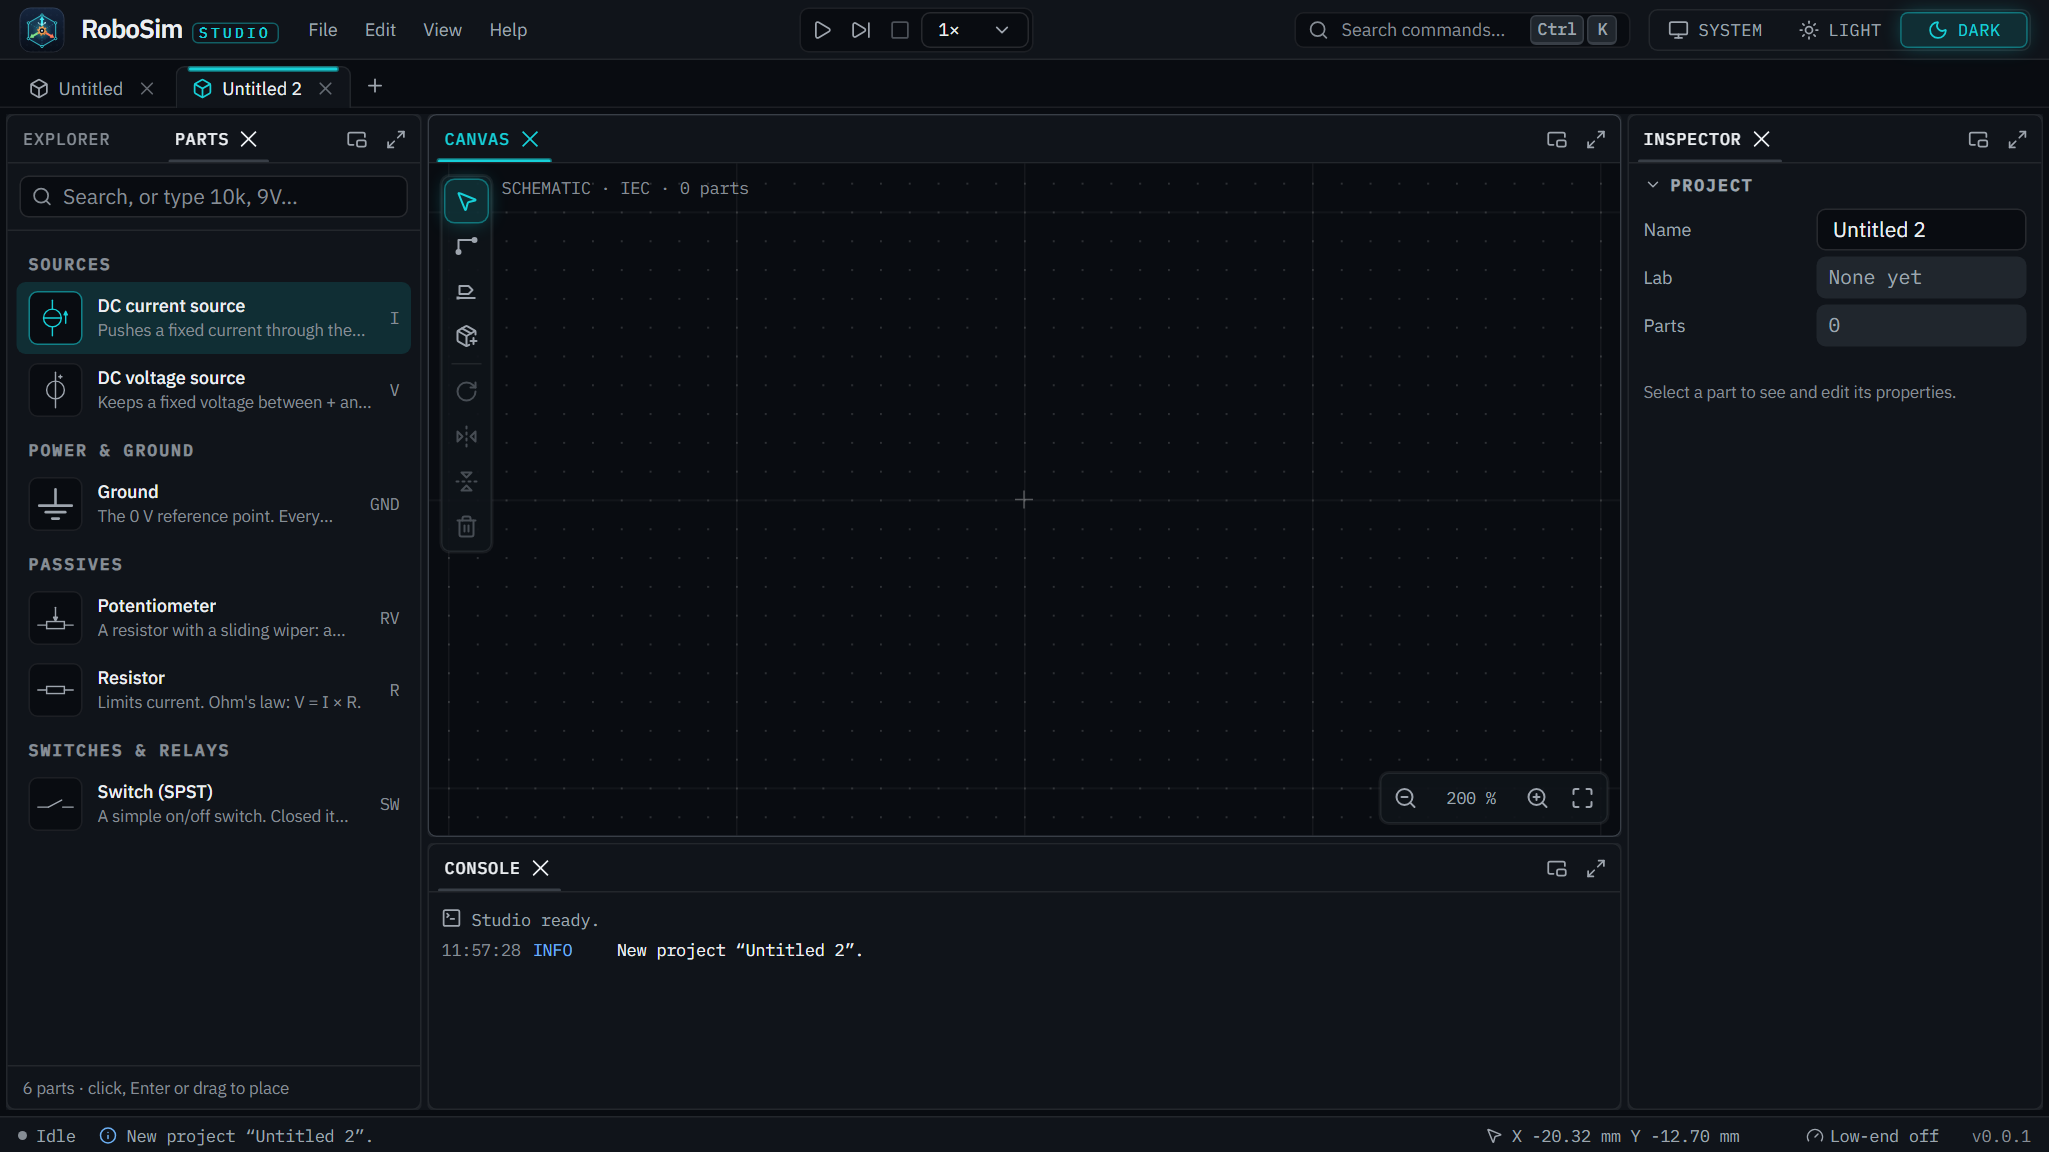 RoboSim STUDIO File Edit View Help 1× Search commands... Ctrl K SYSTEM LIGHT DARK
Untitled Untitled 2
EXPLORER PARTS
Search, or type 10k, 9V...
SOURCES
DC current source
Pushes a fixed current through the...
I
DC voltage source
Keeps a fixed voltage between + an...
V
POWER & GROUND
Ground
The 0 V reference point. Every...
GND
PASSIVES
Potentiometer
A resistor with a sliding wiper: a...
RV
Resistor
Limits current. Ohm's law: V = I × R.
R
SWITCHES & RELAYS
Switch (SPST)
A simple on/off switch. Closed it...
SW
6 parts · click, Enter or drag to place
CANVAS
SCHEMATIC · IEC · 0 parts
200 %
CONSOLE
Studio ready.
11:57:28 INFO New project “Untitled 2”.
INSPECTOR
PROJECT
Name Untitled 2
Lab None yet
Parts 0
Select a part to see and edit its properties.
Idle New project “Untitled 2”. X -20.32 mm Y -12.70 mm Low-end off v0.0.1